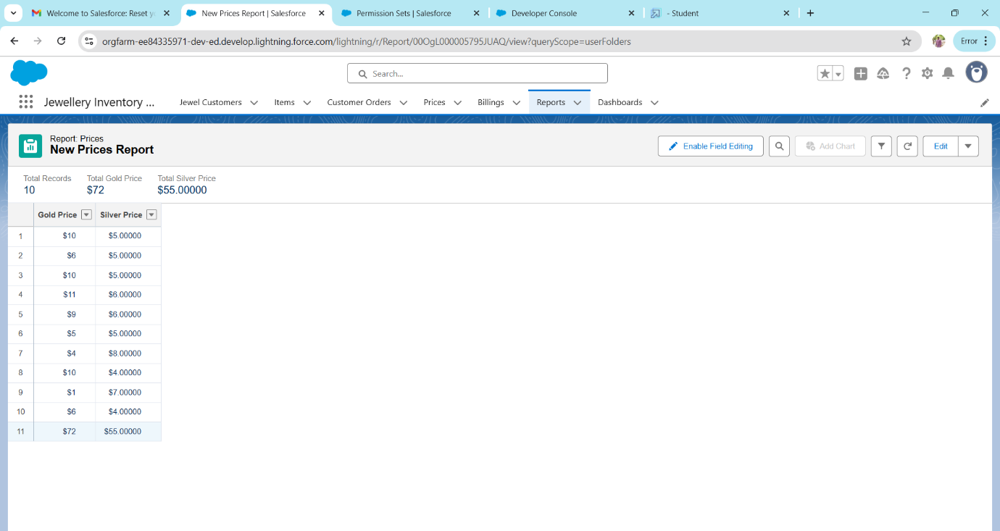 Welcome to Salesforce: Reset y
New Prices Report | Salesforce
Permission Sets | Salesforce
Developer Console
- Student
orgfarm-ee84335971-dev-ed.develop.lightning.force.com/lightning/r/Report/00OgL000005795JUAQ/view?queryScope=userFolders
Error
Search...
Jewellery Inventory ...
Jewel Customers
Items
Customer Orders
Prices
Billings
Reports
Dashboards
Report: Prices
New Prices Report
Enable Field Editing
Add Chart
Edit
Total Records Total Gold Price Total Silver Price
10 $72 $55.00000
Gold Price Silver Price
1 $10 $5.00000
2 $6 $5.00000
3 $10 $5.00000
4 $11 $6.00000
5 $9 $6.00000
6 $5 $5.00000
7 $4 $8.00000
8 $10 $4.00000
9 $1 $7.00000
10 $6 $4.00000
11 $72 $55.00000